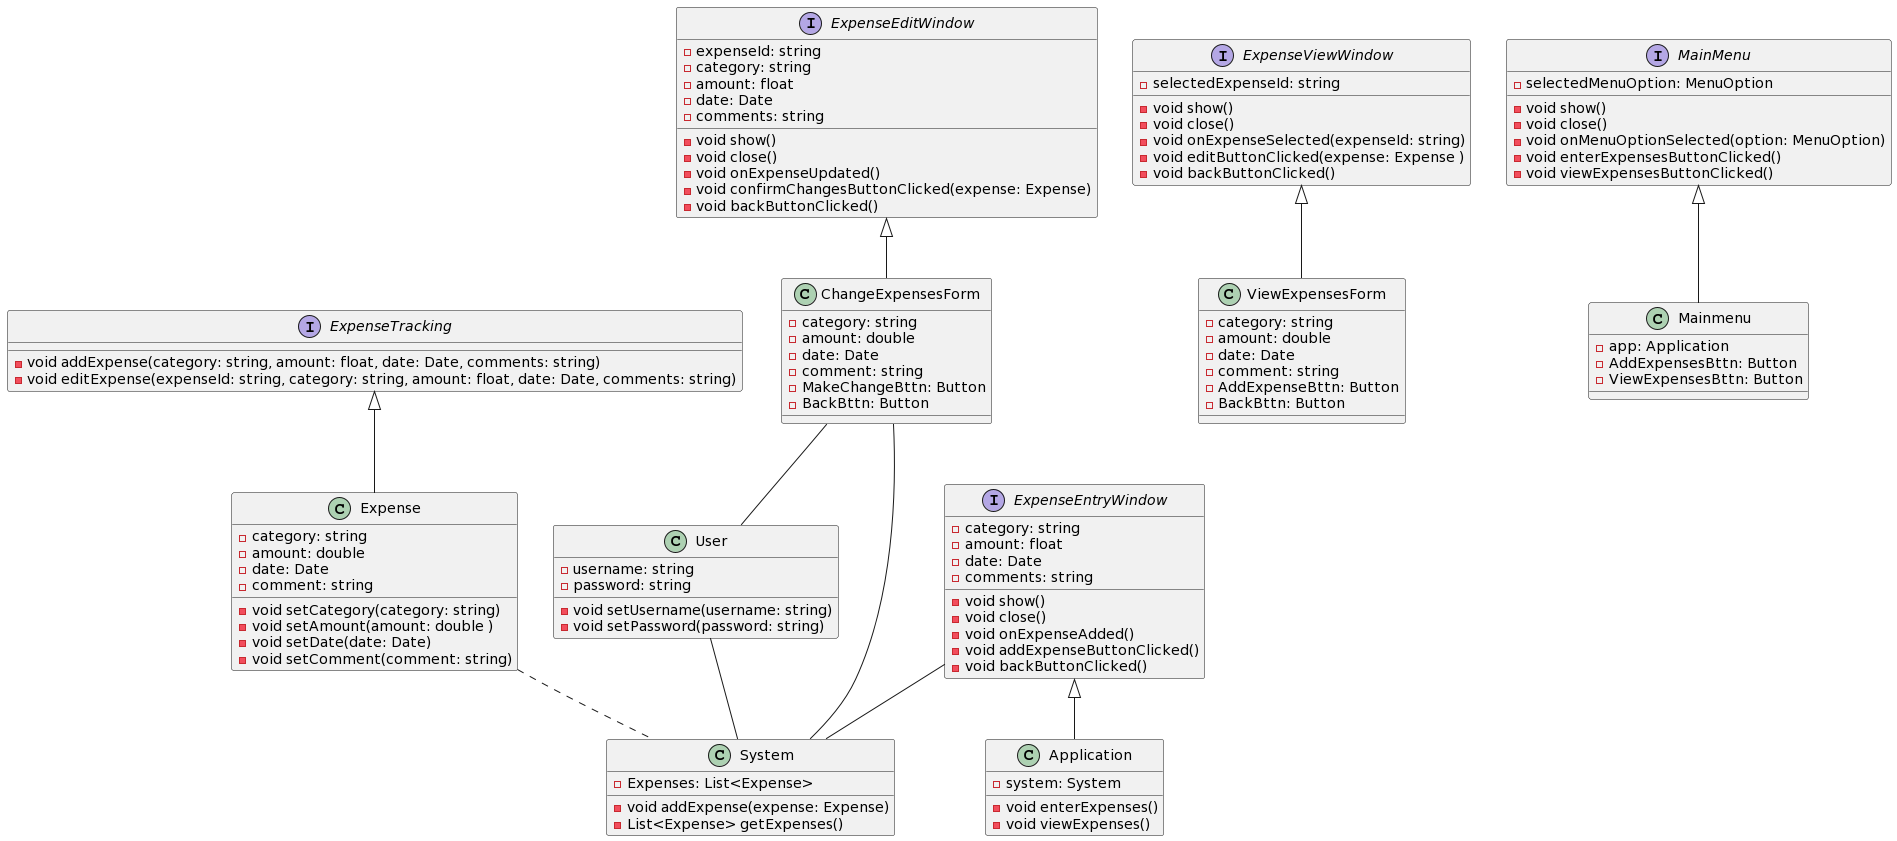 I ExpenseEditWindow
expenseId: string
category: string
amount: float
date: Date
comments: string
void show()
void close()
void onExpenseUpdated()
void confirmChangesButtonClicked(expense: Expense)
void backButtonClicked()
I ExpenseViewWindow
selectedExpenseId: string
void show()
void close()
void onExpenseSelected(expenseId: string)
void editButtonClicked(expense: Expense )
void backButtonClicked()
I MainMenu
selectedMenuOption: MenuOption
void show()
void close()
void onMenuOptionSelected(option: MenuOption)
void enterExpensesButtonClicked()
void viewExpensesButtonClicked()
I ExpenseTracking
void addExpense(category: string, amount: float, date: Date, comments: string)
void editExpense(expenseId: string, category: string, amount: float, date: Date, comments: string)
C ChangeExpensesForm
category: string
amount: double
date: Date
comment: string
MakeChangeBttn: Button
BackBttn: Button
C ViewExpensesForm
category: string
amount: double
date: Date
comment: string
AddExpenseBttn: Button
BackBttn: Button
C Mainmenu
app: Application
AddExpensesBttn: Button
ViewExpensesBttn: Button
C Expense
category: string
amount: double
date: Date
comment: string
void setCategory(category: string)
void setAmount(amount: double )
void setDate(date: Date)
void setComment(comment: string)
C User
username: string
password: string
void setUsername(username: string)
void setPassword(password: string)
I ExpenseEntryWindow
category: string
amount: float
date: Date
comments: string
void show()
void close()
void onExpenseAdded()
void addExpenseButtonClicked()
void backButtonClicked()
C System
Expenses: List<Expense>
void addExpense(expense: Expense)
List<Expense> getExpenses()
C Application
system: System
void enterExpenses()
void viewExpenses()